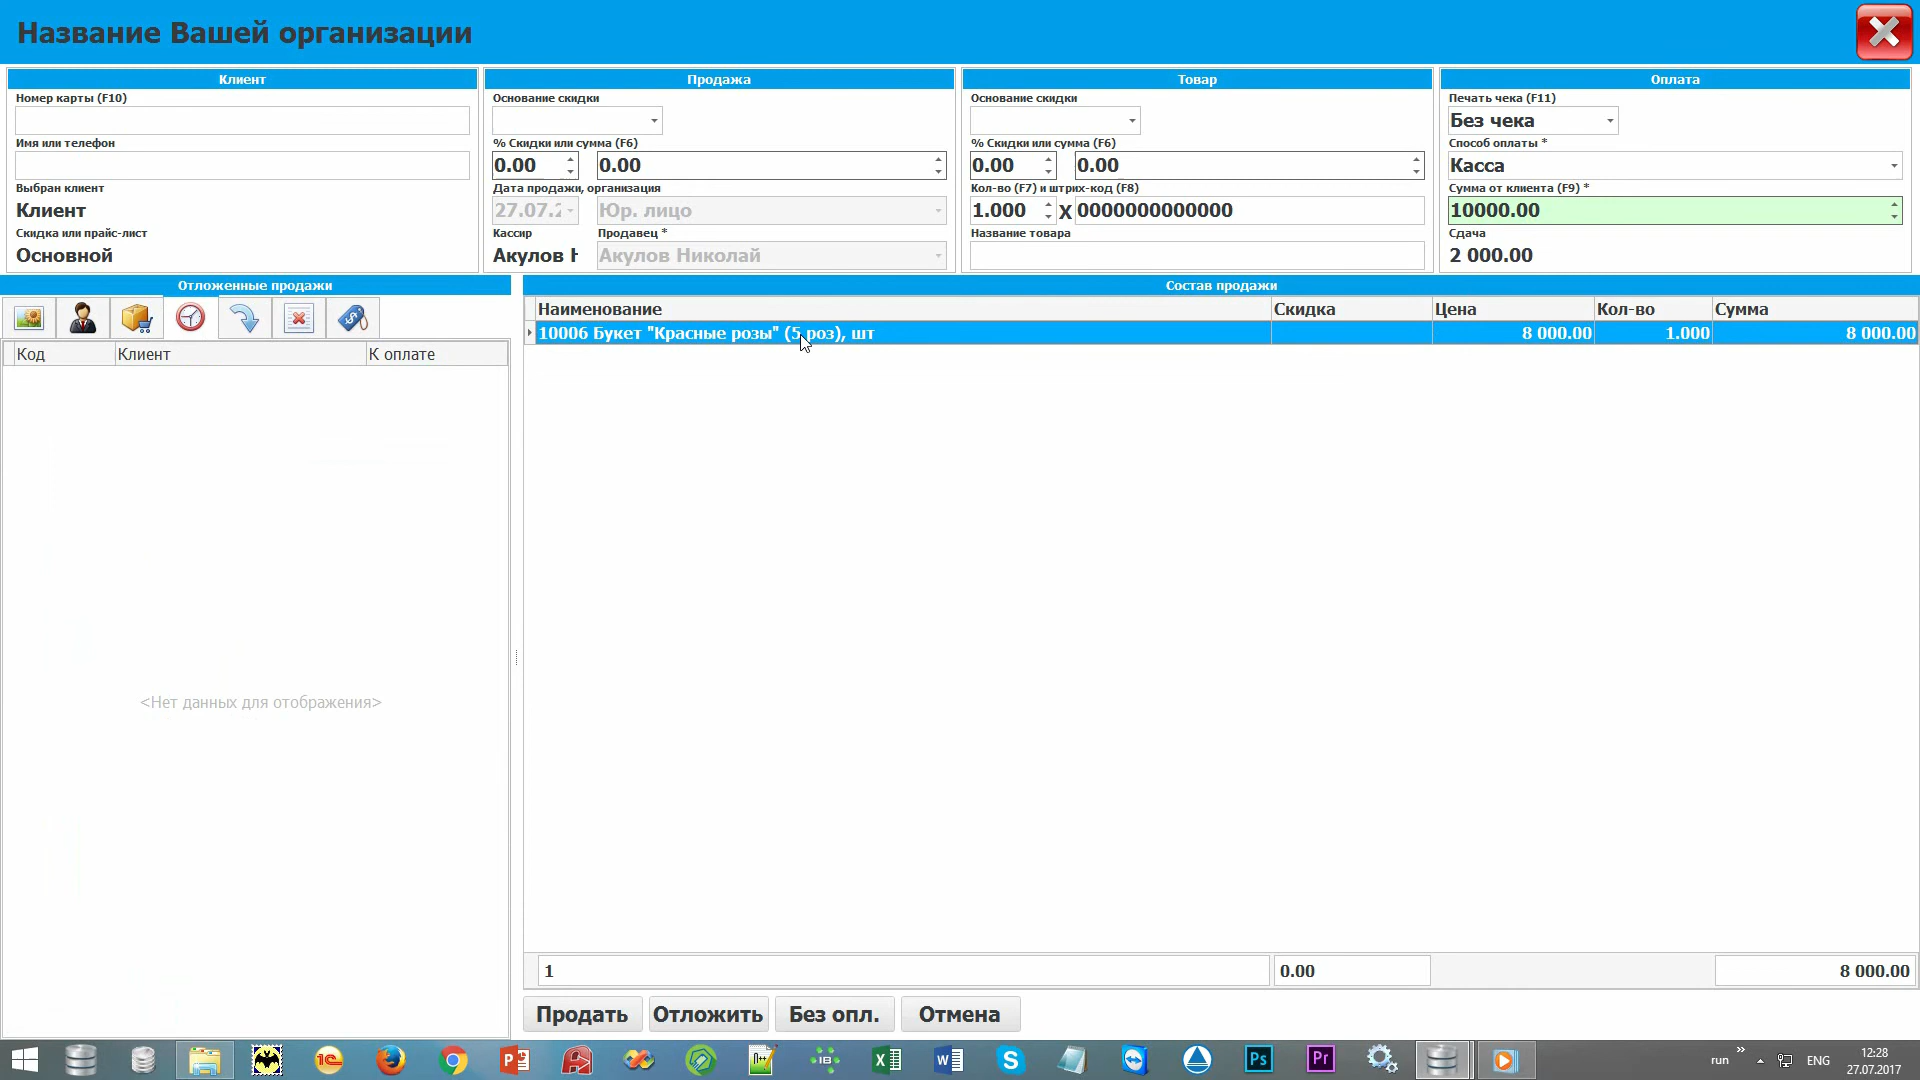 Название Вашей организации
Клиент
Номер карты (F10)
Имя или телефон
Выбран клиент
Клиент
Скидка или прайс-лист
Основной
Продажа
Основание скидки
% Скидки или сумма (F6)
0.00 0.00
Дата продажи, организация
27.07.2 Юр. лицо
Кассир Продавец *
Акулов Акулов Николай
Товар
Основание скидки
% Скидки или сумма (F6)
0.00 0.00
Кол-во (F7) и штрих-код (F8)
1.000 X 0000000000000
Название товара
Оплата
Печать чека (F11)
Без чека
Способ оплаты *
Касса
Сумма от клиента (F9) *
10000.00
Сдача
2 000.00
Отложенные продажи
Код Клиент К оплате
<Нет данных для отображения>
Состав продажи
Наименование Скидка Цена Кол-во Сумма
10006 Букет "Красные розы" (5 роз), шт 8 000.00 1.000 8 000.00
1 0.00 8 000.00
Продать Отложить Без опл. Отмена
run » ENG 12:28
27.07.2017